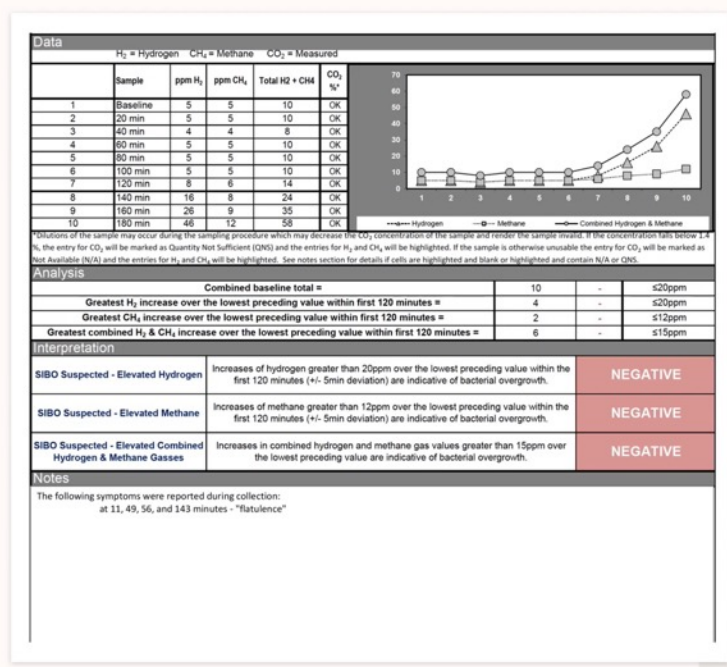 Data
H₂ = Hydrogen CH₄ = Methane CO₂ = Measured
Sample ppm H₂ ppm CH₄ Total H2 + CH4 CO₂ %*
1 Baseline 5 5 10 OK
2 20 min 5 5 10 OK
3 40 min 4 4 8 OK
4 60 min 5 5 10 OK
5 80 min 5 5 10 OK
6 100 min 5 5 10 OK
7 120 min 8 6 14 OK
8 140 min 16 8 24 OK
9 160 min 26 9 35 OK
10 180 min 46 12 58 OK
70
60
50
40
30
20
10
0
1 2 3 4 5 6 7 8 9 10
Hydrogen Methane Combined Hydrogen & Methane
*Dilutions of the sample may occur during the sampling procedure which may decrease the CO₂ concentration of the sample and render the sample invalid. If the concentration falls below 1.4
%, the entry for CO₂ will be marked as Quantity Not Sufficient (QNS) and the entries for H₂ and CH₄ will be highlighted. If the sample is otherwise unusable the entry for CO₂ will be marked as
Not Available (N/A) and the entries for H₂ and CH₄ will be highlighted. See notes section for details if cells are highlighted and blank or highlighted and contain N/A or QNS.
Analysis
Combined baseline total = 10 - ≤20ppm
Greatest H₂ increase over the lowest preceding value within first 120 minutes = 4 - ≤20ppm
Greatest CH₄ increase over the lowest preceding value within first 120 minutes = 2 - ≤12ppm
Greatest combined H₂ & CH₄ increase over the lowest preceding value within first 120 minutes = 6 - ≤15ppm
Interpretation
SIBO Suspected - Elevated Hydrogen
Increases of hydrogen greater than 20ppm over the lowest preceding value within the
first 120 minutes (+/- 5min deviation) are indicative of bacterial overgrowth.
NEGATIVE
SIBO Suspected - Elevated Methane
Increases of methane greater than 12ppm over the lowest preceding value within the
first 120 minutes (+/- 5min deviation) are indicative of bacterial overgrowth.
NEGATIVE
SIBO Suspected - Elevated Combined
Hydrogen & Methane Gasses
Increases in combined hydrogen and methane gas values greater than 15ppm over
the lowest preceding value are indicative of bacterial overgrowth.
NEGATIVE
Notes
The following symptoms were reported during collection:
at 11, 49, 56, and 143 minutes - "flatulence"